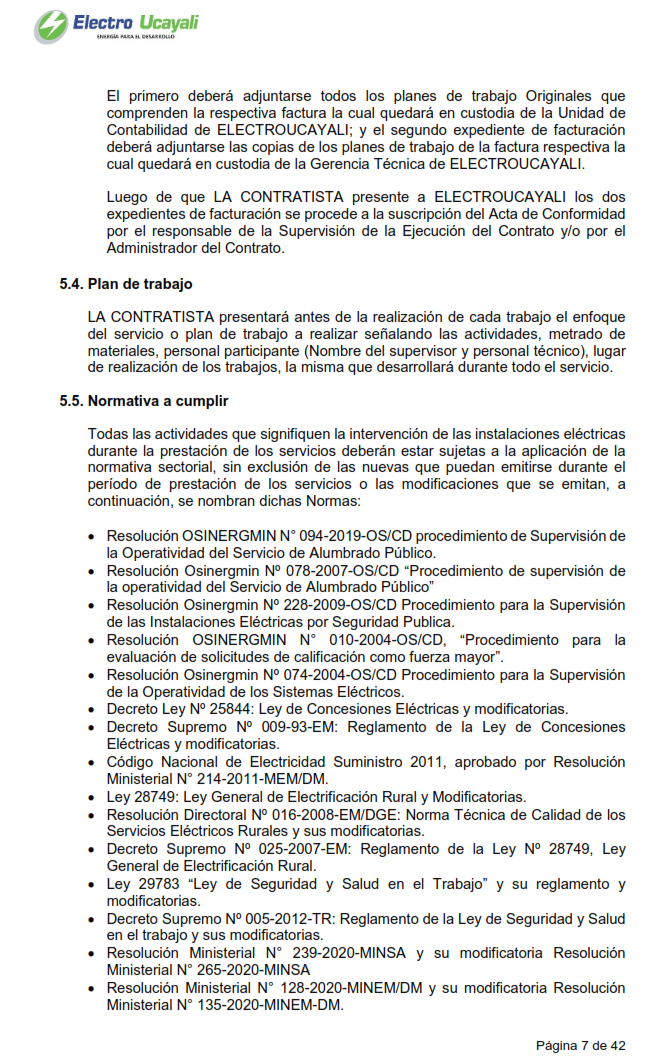 Electro Ucayali
ENERGÍA PARA EL DESARROLLO
El primero deberá adjuntarse todos los planes de trabajo Originales que
comprenden la respectiva factura la cual quedará en custodia de la Unidad de
Contabilidad de ELECTROUCAYALI; y el segundo expediente de facturación
deberá adjuntarse las copias de los planes de trabajo de la factura respectiva la
cual quedará en custodia de la Gerencia Técnica de ELECTROUCAYALI.
Luego de que LA CONTRATISTA presente a ELECTROUCAYALI los dos
expedientes de facturación se procede a la suscripción del Acta de Conformidad
por el responsable de la Supervisión de la Ejecución del Contrato y/o por el
Administrador del Contrato.
5.4. Plan de trabajo
LA CONTRATISTA presentará antes de la realización de cada trabajo el enfoque
del servicio o plan de trabajo a realizar señalando las actividades, metrado de
materiales, personal participante (Nombre del supervisor y personal técnico), lugar
de realización de los trabajos, la misma que desarrollará durante todo el servicio.
5.5. Normativa a cumplir
Todas las actividades que signifiquen la intervención de las instalaciones eléctricas
durante la prestación de los servicios deberán estar sujetas a la aplicación de la
normativa sectorial, sin exclusión de las nuevas que puedan emitirse durante el
período de prestación de los servicios o las modificaciones que se emitan, a
continuación, se nombran dichas Normas:
• Resolución OSINERGMIN N° 094-2019-OS/CD procedimiento de Supervisión de
la Operatividad del Servicio de Alumbrado Público.
• Resolución Osinergmin Nº 078-2007-OS/CD “Procedimiento de supervisión de
la operatividad del Servicio de Alumbrado Público”
• Resolución Osinergmin Nº 228-2009-OS/CD Procedimiento para la Supervisión
de las Instalaciones Eléctricas por Seguridad Publica.
• Resolución OSINERGMIN N° 010-2004-OS/CD, “Procedimiento para la
evaluación de solicitudes de calificación como fuerza mayor”.
• Resolución Osinergmin Nº 074-2004-OS/CD Procedimiento para la Supervisión
de la Operatividad de los Sistemas Eléctricos.
• Decreto Ley Nº 25844: Ley de Concesiones Eléctricas y modificatorias.
• Decreto Supremo Nº 009-93-EM: Reglamento de la Ley de Concesiones
Eléctricas y modificatorias.
• Código Nacional de Electricidad Suministro 2011, aprobado por Resolución
Ministerial N° 214-2011-MEM/DM.
• Ley 28749: Ley General de Electrificación Rural y Modificatorias.
• Resolución Directoral Nº 016-2008-EM/DGE: Norma Técnica de Calidad de los
Servicios Eléctricos Rurales y sus modificatorias.
• Decreto Supremo Nº 025-2007-EM: Reglamento de la Ley Nº 28749, Ley
General de Electrificación Rural.
• Ley 29783 “Ley de Seguridad y Salud en el Trabajo” y su reglamento y
modificatorias.
• Decreto Supremo Nº 005-2012-TR: Reglamento de la Ley de Seguridad y Salud
en el trabajo y sus modificatorias.
• Resolución Ministerial N° 239-2020-MINSA y su modificatoria Resolución
Ministerial N° 265-2020-MINSA
• Resolución Ministerial N° 128-2020-MINEM/DM y su modificatoria Resolución
Ministerial N° 135-2020-MINEM-DM.
Página 7 de 42